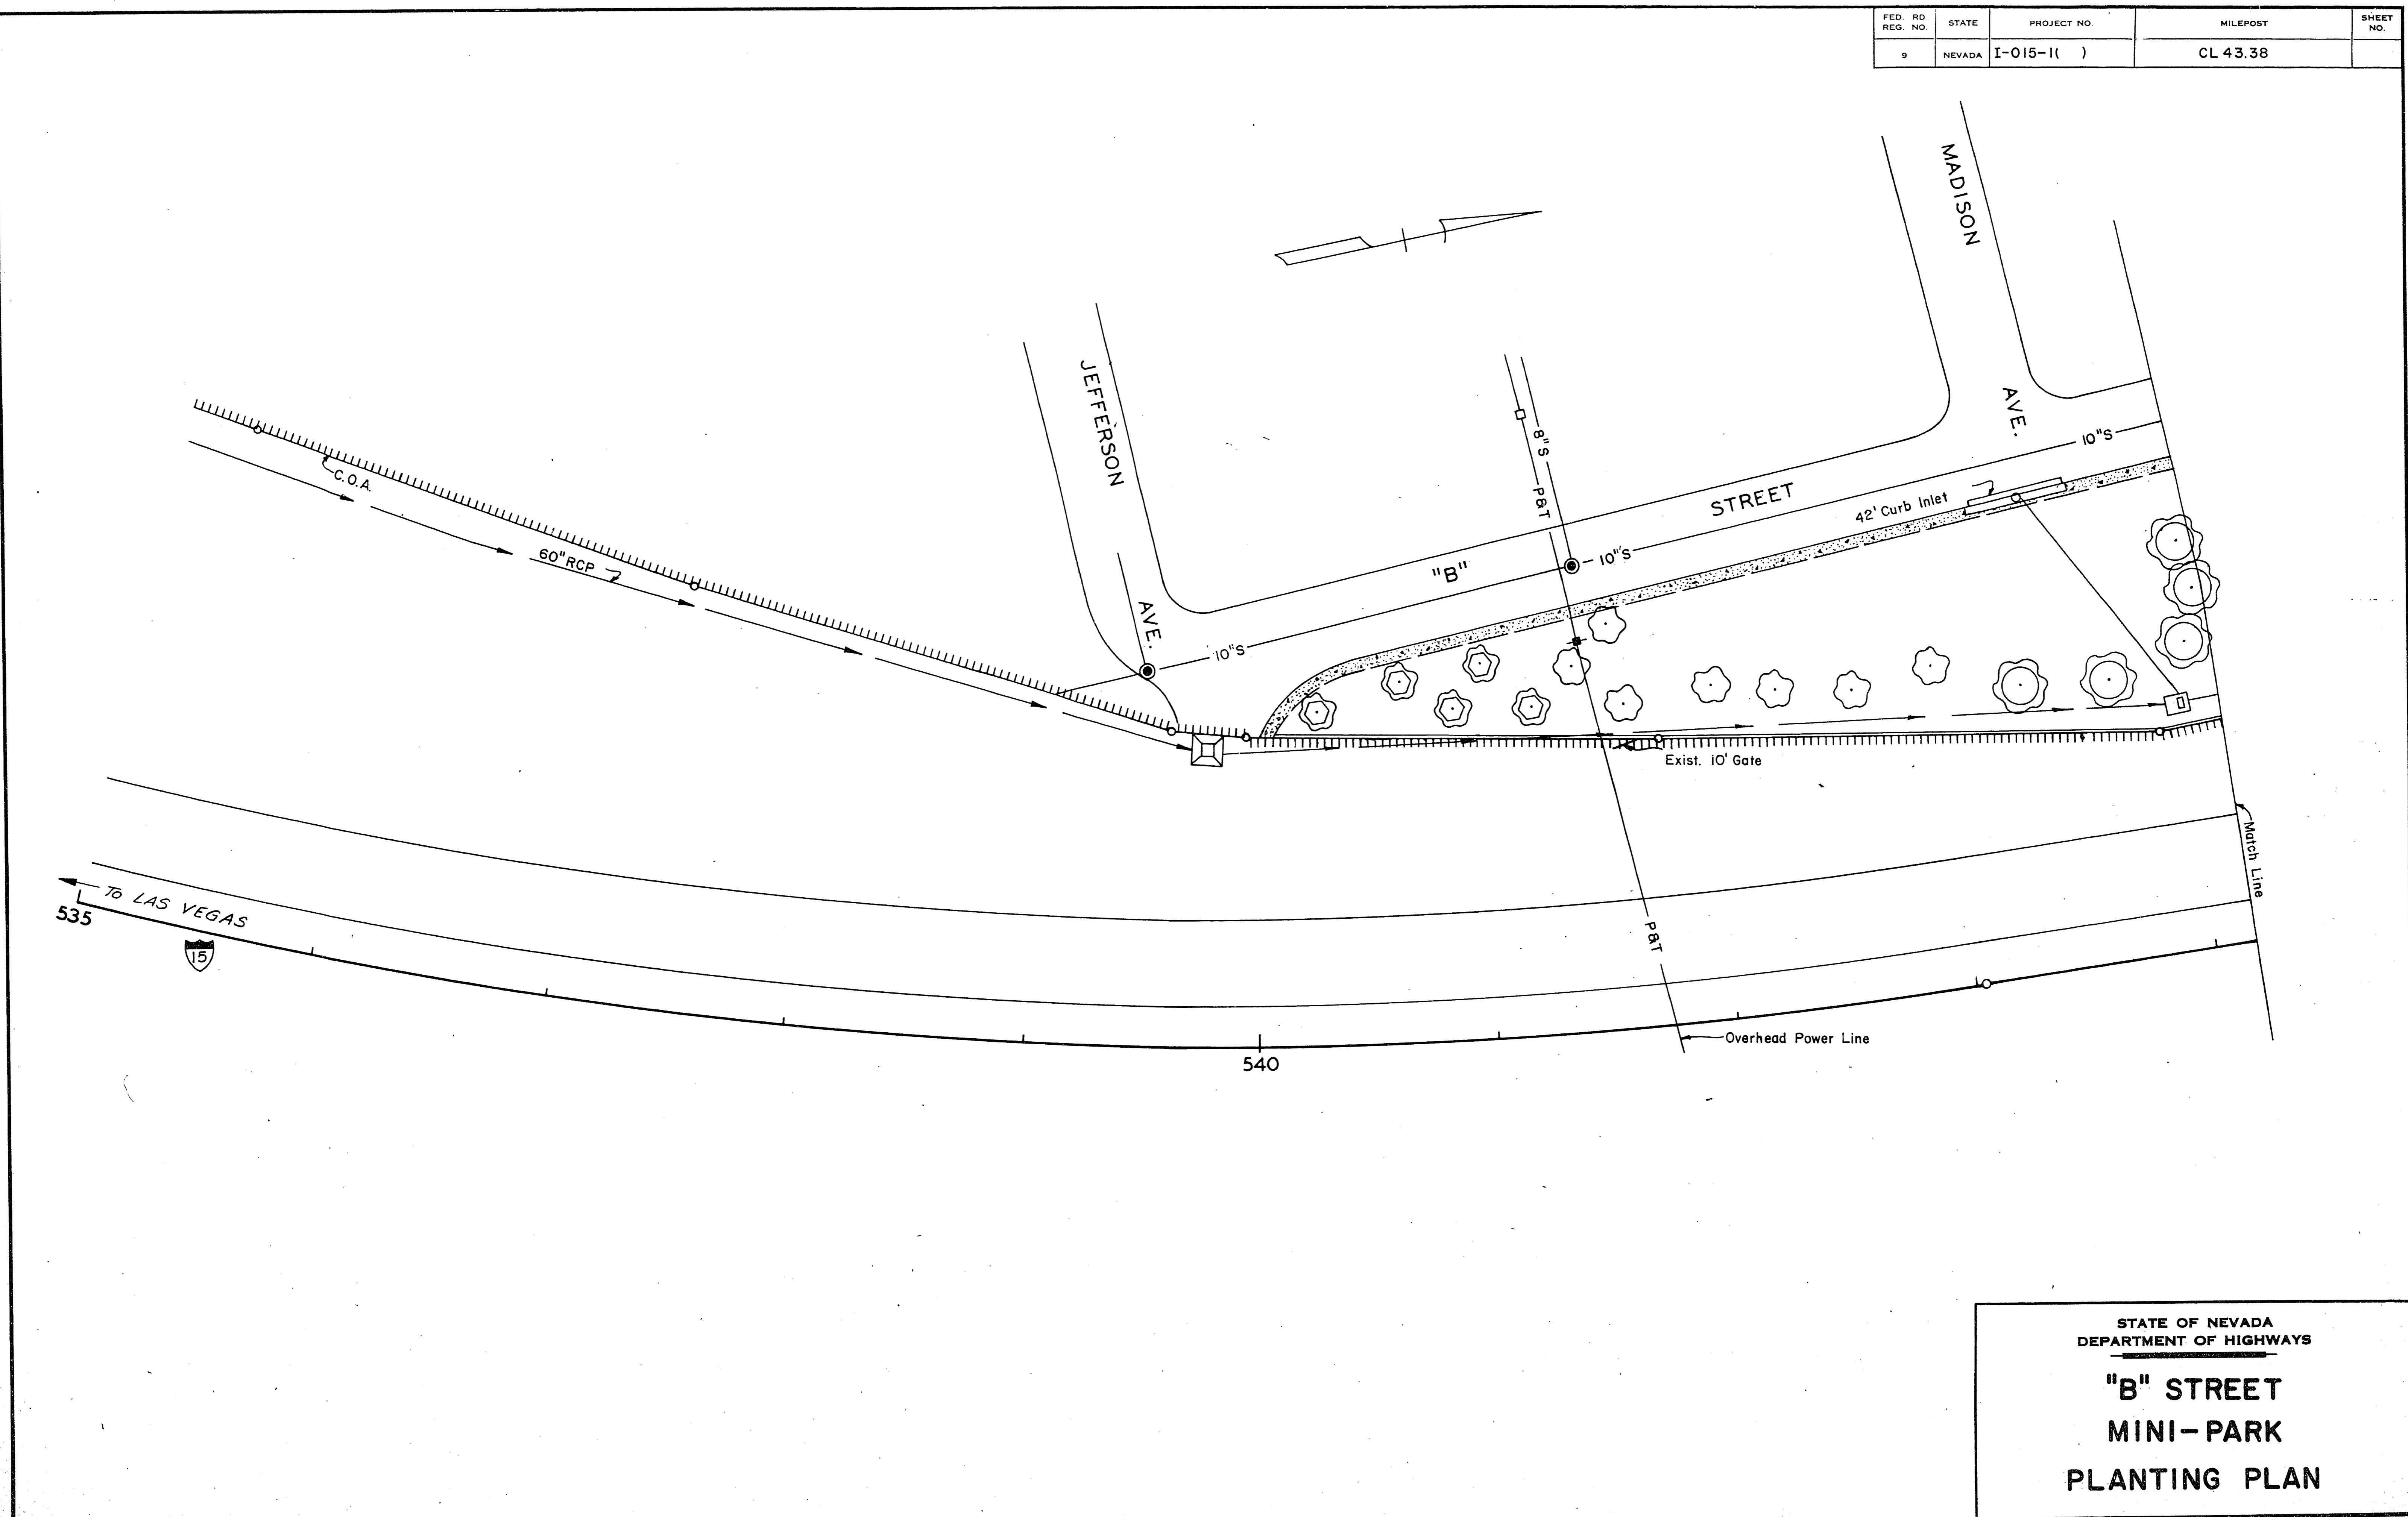 FED. RD STATE PROJECT NO. MILEPOST SHEET
REG. NO. NO.
9 NEVADA I-015-1( ) CL 43.38
MADISON
AVE.
JEFFERSON
AVE.
8"S
P&T
10"S
STREET
42' Curb Inlet
10"S
"B"
10"S
C.O.A.
60" RCP
Exist. 10' Gate
Match Line
TO LAS VEGAS
535
15
P&T
Overhead Power Line
540
STATE OF NEVADA
DEPARTMENT OF HIGHWAYS
"B" STREET
MINI-PARK
PLANTING PLAN